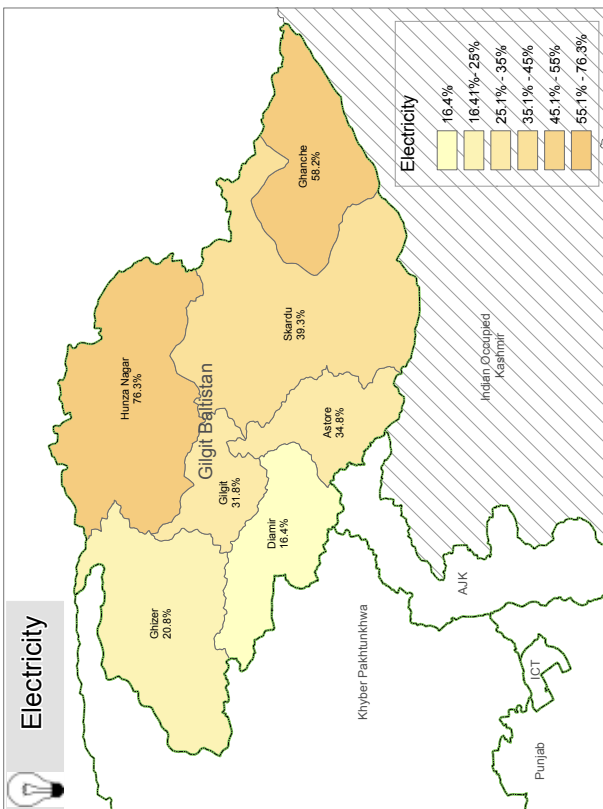 Electricity
Hunza Nagar
76.3%
Ghizer
20.8%
Gilgit Baltistan
Gilgit
31.8%
Diamir
16.4%
Astore
34.8%
Skardu
39.3%
Ghanche
58.2%
Khyber Pakhtunkhwa
AJK
ICT
Punjab
Indian Occupied
Kashmir
Electricity
16.4%
16.41%- 25%
25.1% - 35%
35.1% - 45%
45.1% - 55%
55.1% - 76.3%